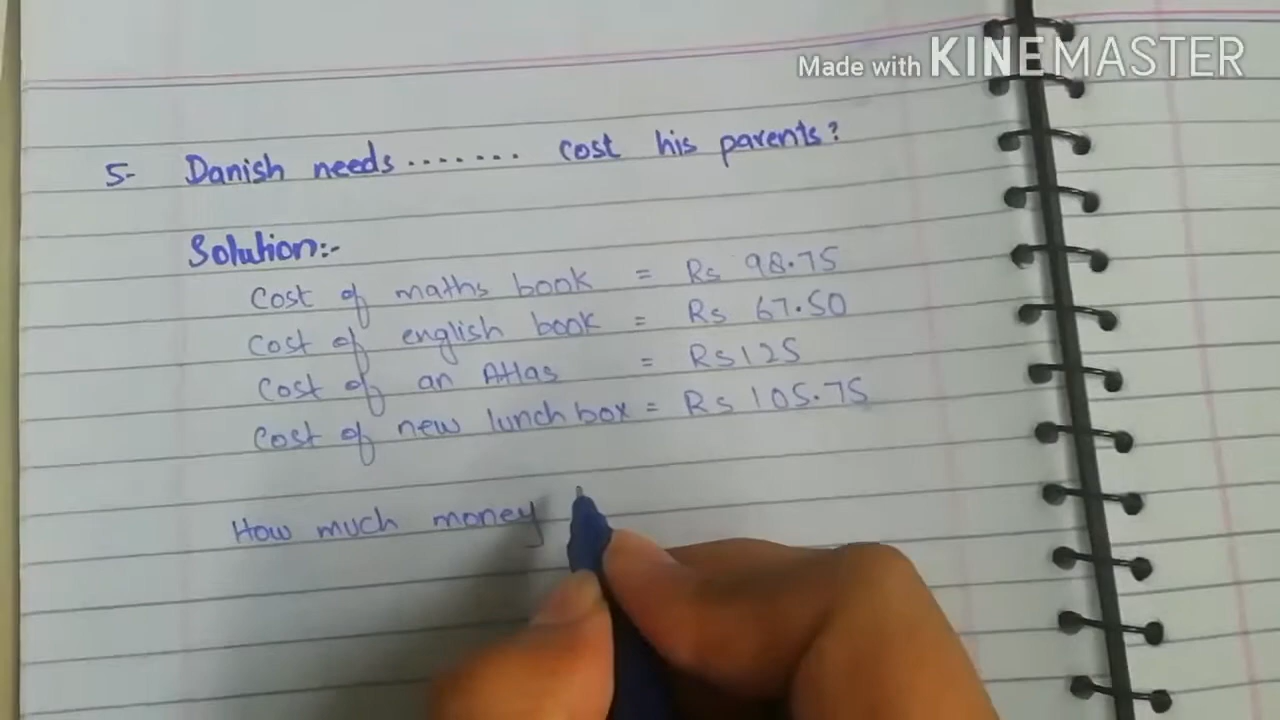 Made with KINEMASTER
5- Danish needs....... cost his parents?
Solution:-
Cost of maths book = Rs 98.75
Cost of english book = Rs 67.50
Cost of an Atlas = Rs 125
Cost of new lunch box = Rs 105.75
How much money